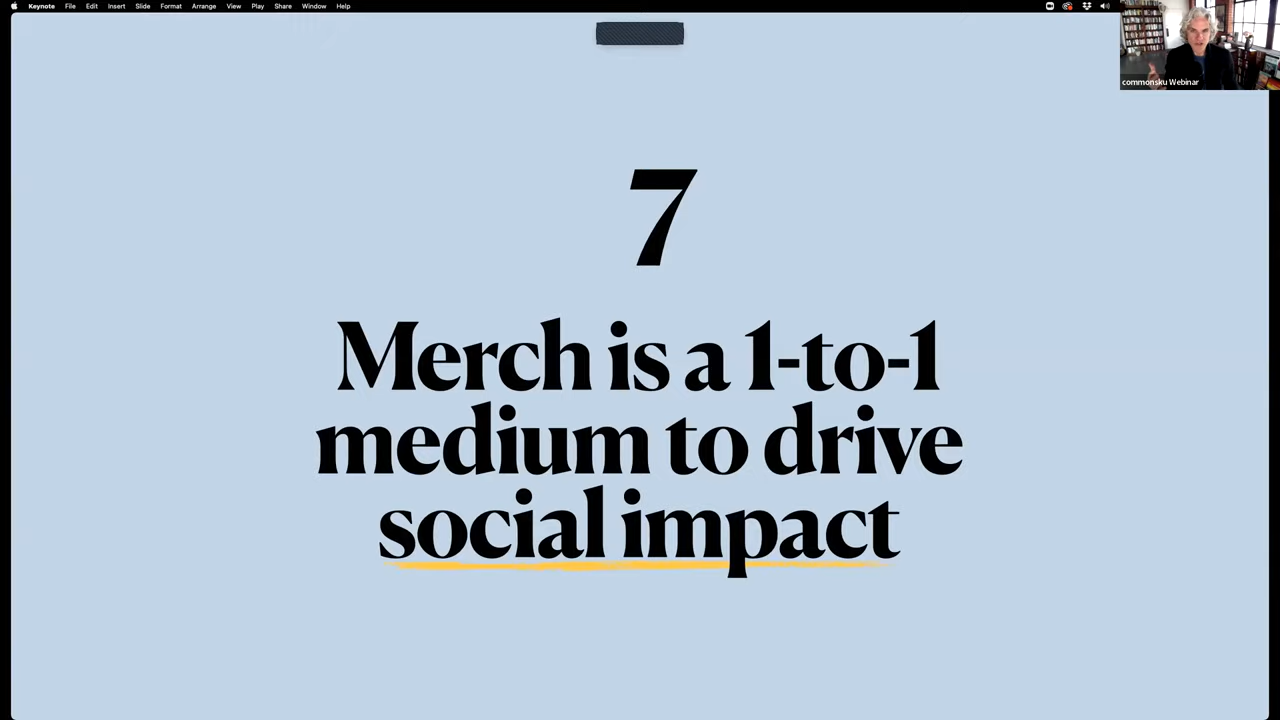 Keynote File Edit Insert Slide Format Arrange View Play Share Window Help
commonsku Webinar
7
Merch is a 1-to-1
medium to drive
social impact